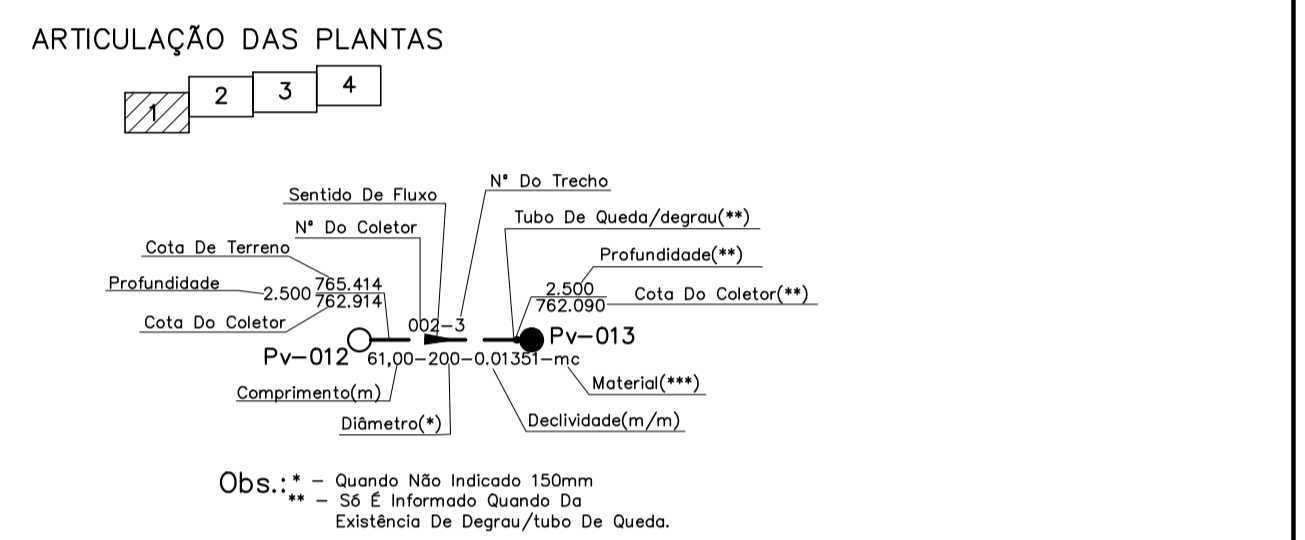 ARTICULAÇÃO DAS PLANTAS
1
2
3
4
Nº Do Trecho
Sentido De Fluxo
Tubo De Queda/degrau(**)
Nº Do Coletor
Cota De Terreno
Profundidade(**)
Profundidade
2.500
765.414
762.914
2.500
762.090
Cota Do Coletor(**)
Cota Do Coletor
002-3
Pv-013
Pv-012
61,00-200-0.01351-mc
Material(***)
Comprimento(m)
Diâmetro(*)
Declividade(m/m)
Obs.: * - Quando Não Indicado 150mm
** - Só É Informado Quando Da
Existência De Degrau/tubo De Queda.